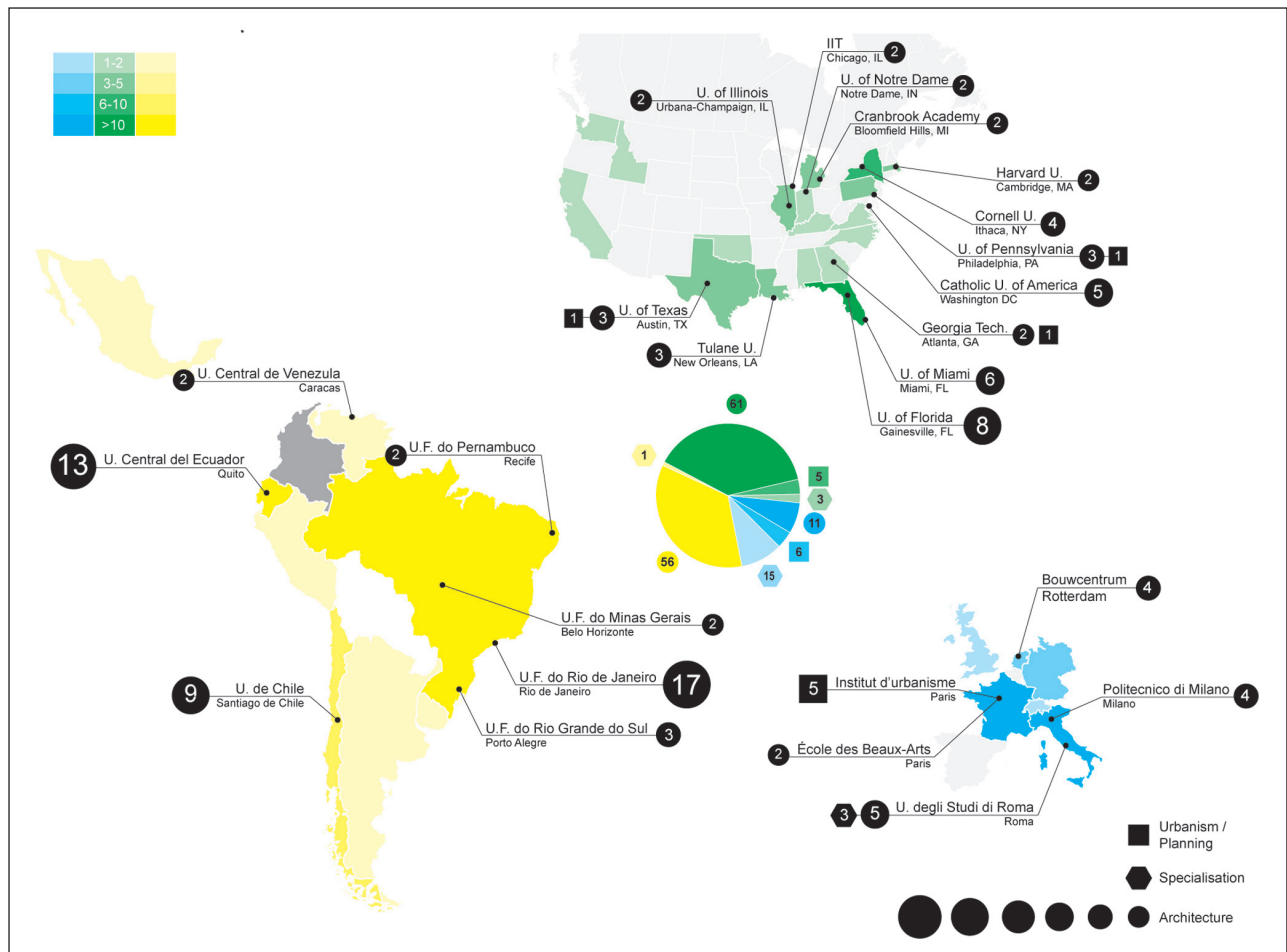 1-2
3-5
6-10
>10
IIT
Chicago, IL
2
U. of Notre Dame
Notre Dame, IN
2
U. of Illinois
Urbana-Champaign, IL
2
Cranbrook Academy
Bloomfield Hills, MI
2
Harvard U.
Cambridge, MA
2
Cornell U.
Ithaca, NY
4
U. of Pennsylvania
Philadelphia, PA
3
1
Catholic U. of America
Washington DC
5
1
3
U. of Texas
Austin, TX
Georgia Tech.
Atlanta, GA
2
1
3
Tulane U.
New Orleans, LA
U. of Miami
Miami, FL
6
U. of Florida
Gainesville, FL
8
2
U. Central de Venezula
Caracas
13
U. Central del Ecuador
Quito
2
U.F. do Pernambuco
Recife
U.F. do Minas Gerais
Belo Horizonte
2
U.F. do Rio de Janeiro
Rio de Janeiro
17
9
U. de Chile
Santiago de Chile
U.F. do Rio Grande do Sul
Porto Alegre
3
61
1
5
3
11
6
15
56
Bouwcentrum
Rotterdam
4
5
Institut d'urbanisme
Paris
Politecnico di Milano
Milano
4
2
École des Beaux-Arts
Paris
3
5
U. degli Studi di Roma
Roma
Urbanism /
Planning
Specialisation
Architecture